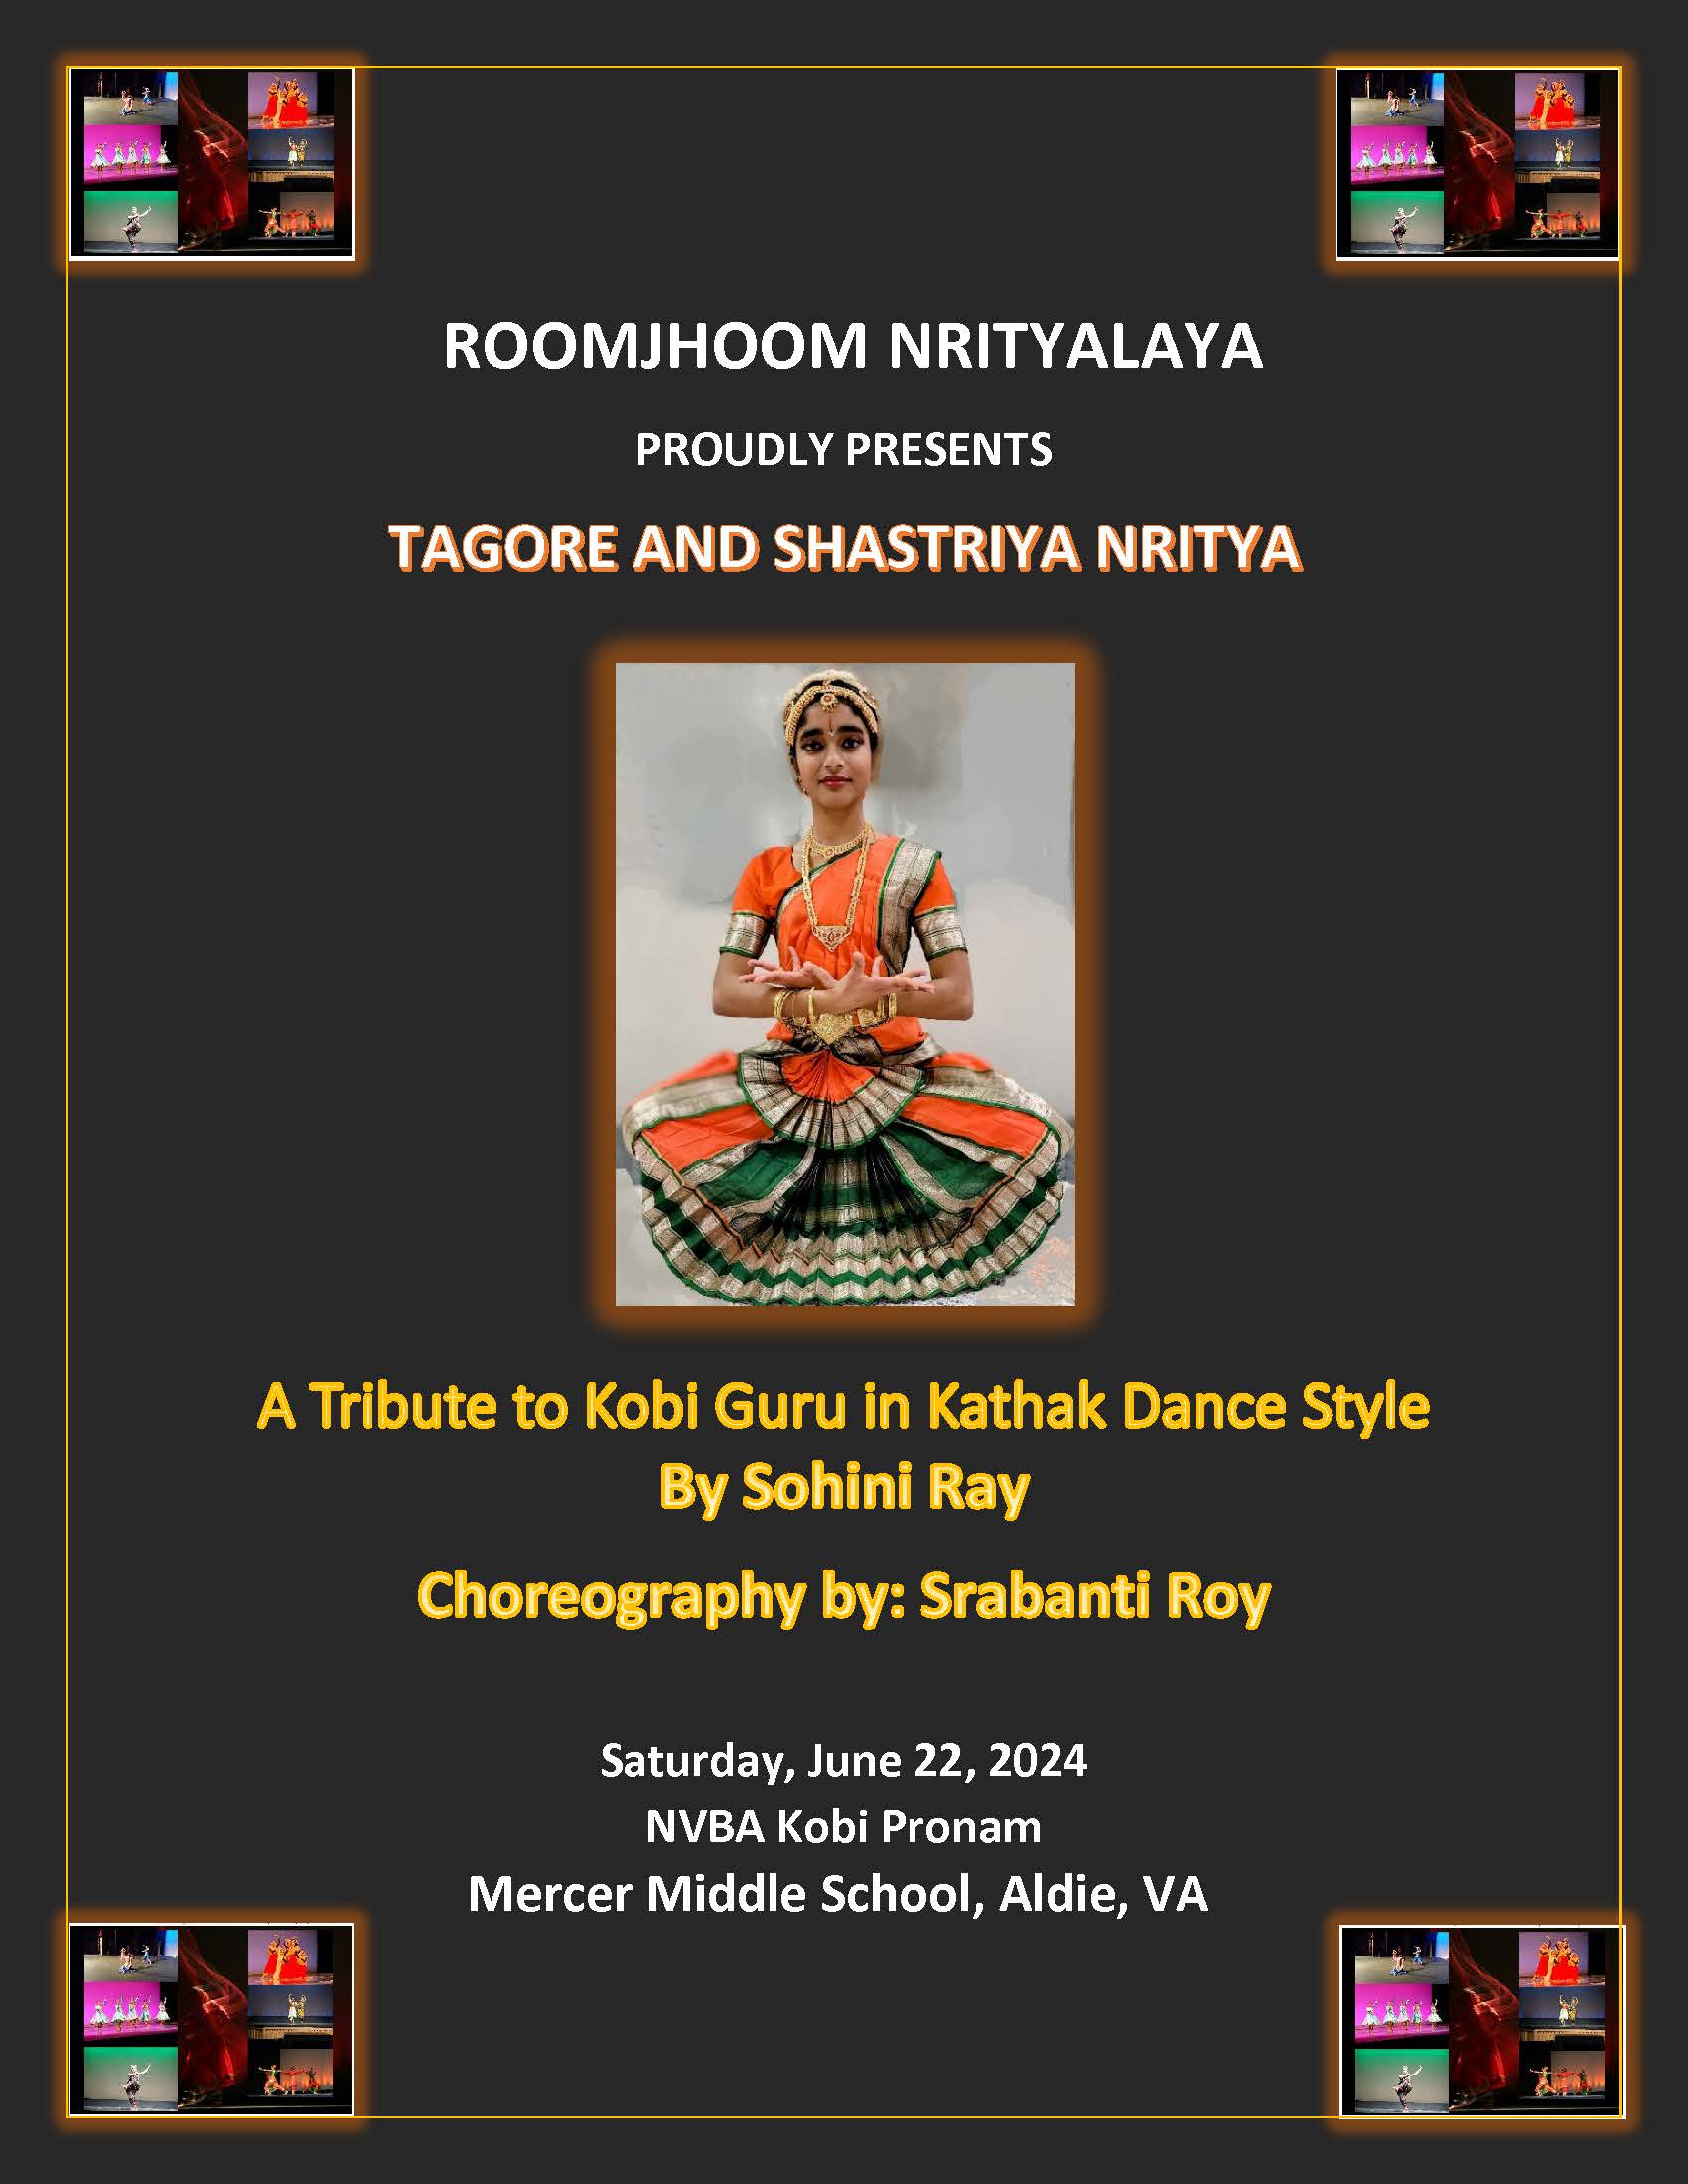 ROOMJHOOM NRITYALAYA
PROUDLY PRESENTS
TAGORE AND SHASTRIYA NRITYA
A Tribute to Kobi Guru in Kathak Dance Style
By Sohini Ray
Choreography by: Srabanti Roy
Saturday, June 22, 2024
NVBA Kobi Pronam
Mercer Middle School, Aldie, VA